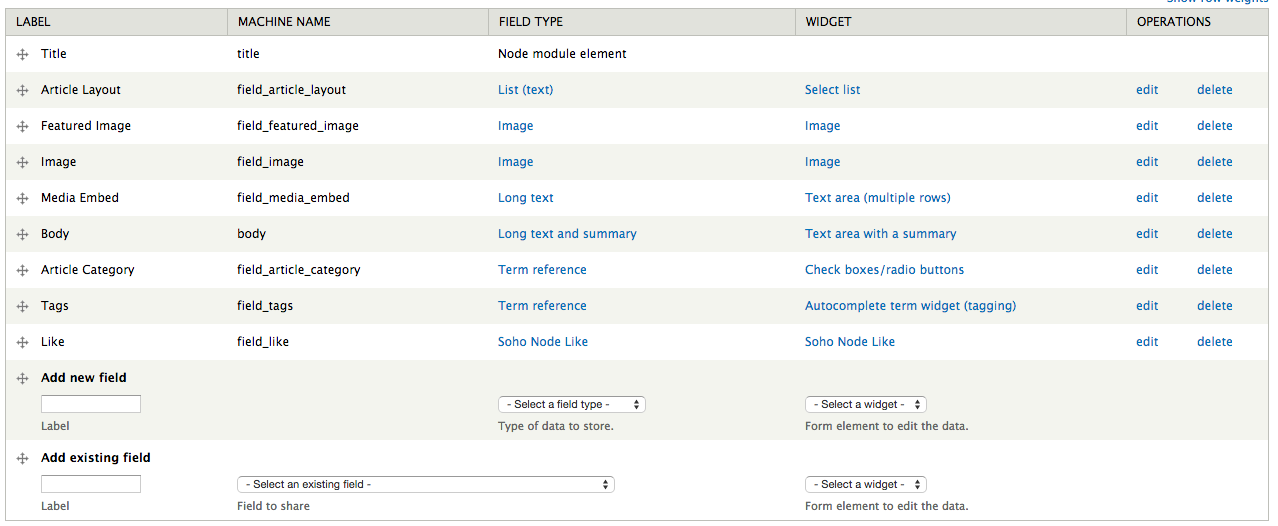 Show row weights
LABEL MACHINE NAME FIELD TYPE WIDGET OPERATIONS
Title title Node module element
Article Layout field_article_layout List (text) Select list edit delete
Featured Image field_featured_image Image Image edit delete
Image field_image Image Image edit delete
Media Embed field_media_embed Long text Text area (multiple rows) edit delete
Body body Long text and summary Text area with a summary edit delete
Article Category field_article_category Term reference Check boxes/radio buttons edit delete
Tags field_tags Term reference Autocomplete term widget (tagging) edit delete
Like field_like Soho Node Like Soho Node Like edit delete
Add new field
- Select a field type - - Select a widget -
Label Type of data to store. Form element to edit the data.
Add existing field
- Select an existing field - - Select a widget -
Label Field to share Form element to edit the data.